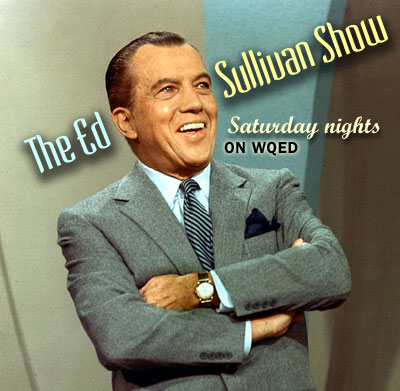 The Ed
Sullivan Show
Saturday nights
ON WQED